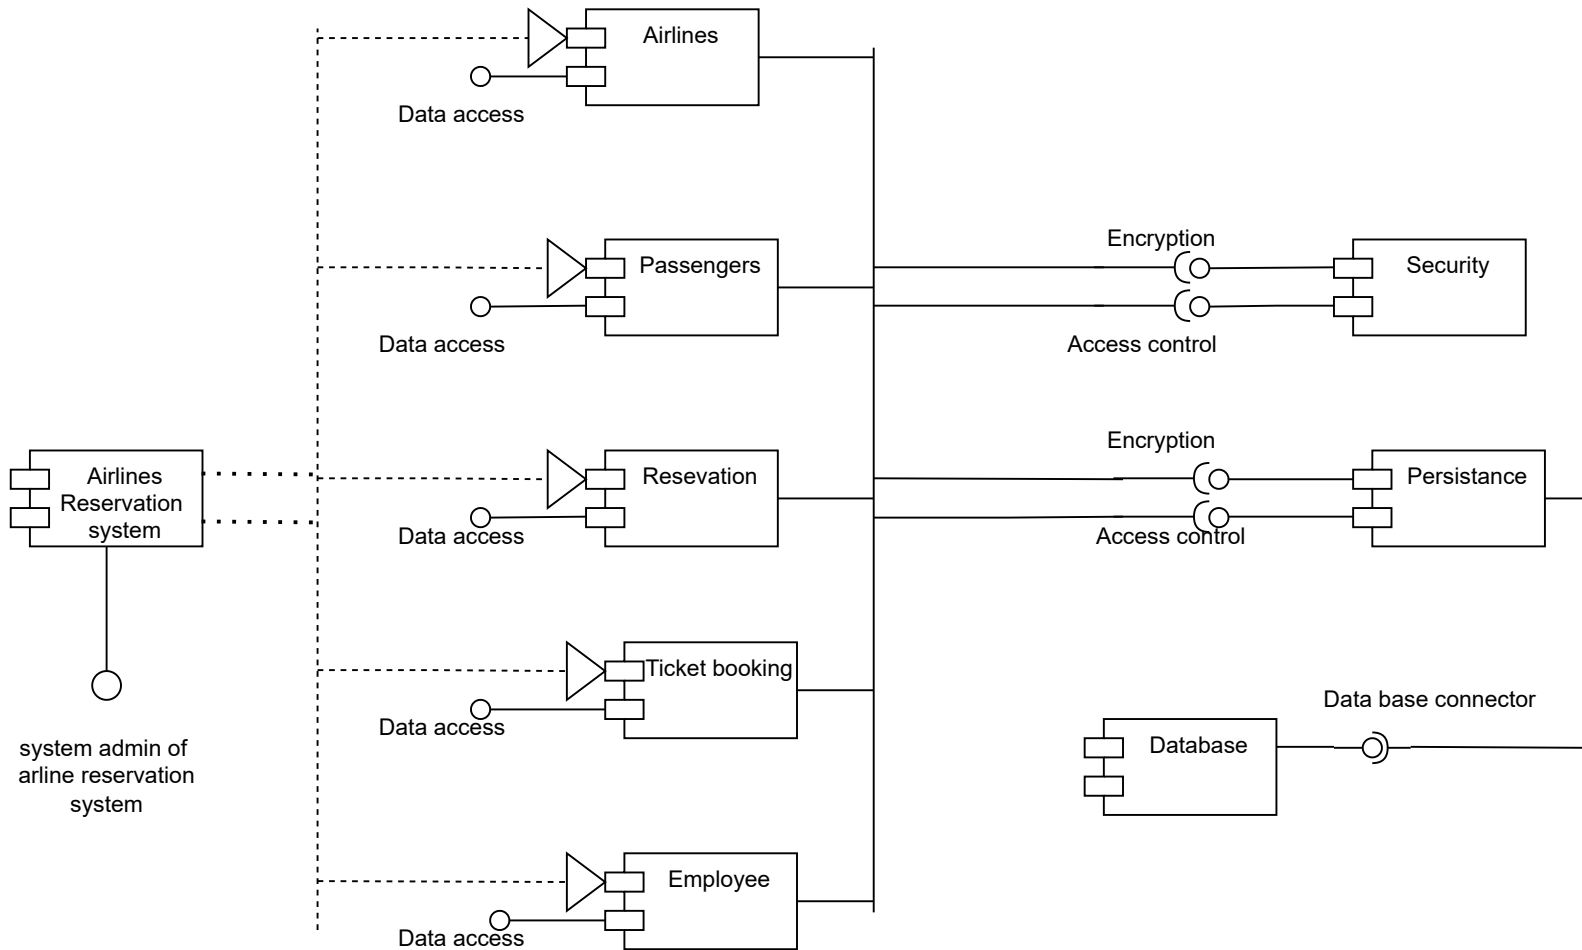 Airlines
Data access
Encryption
Passengers
Security
Data access
Access control
Encryption
Airlines
Reservation
system
Resevation
Persistance
Data access
Access control
Ticket booking
Data access
Data base connector
Database
system admin of
arline reservation
system
Employee
Data access